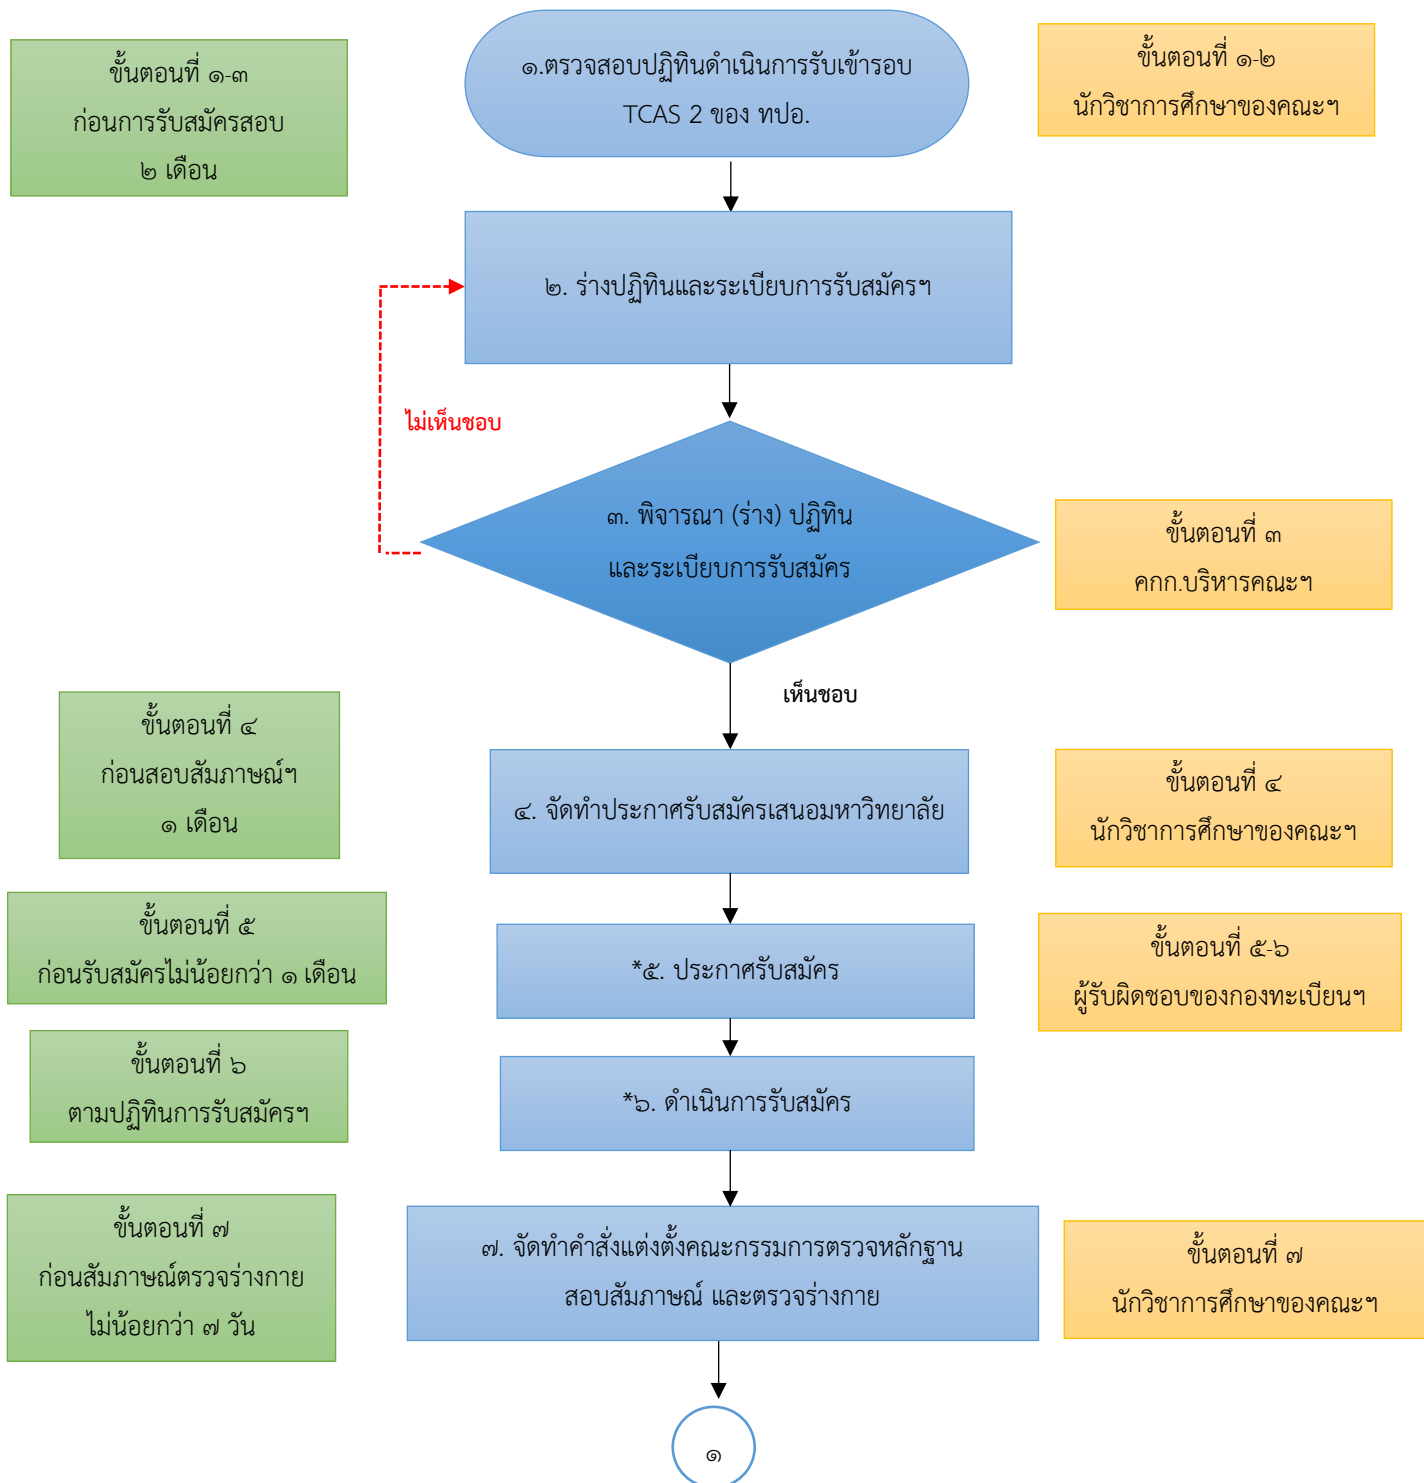 ขั้นตอนที่ ๑-๓
ก่อนการรับสมัครสอบ
๒ เดือน
๑.ตรวจสอบปฏิทินดำเนินการรับเข้ารอบ
TCAS 2 ของ ทปอ.
ขั้นตอนที่ ๑-๒
นักวิชาการศึกษาของคณะฯ
๒. ร่างปฏิทินและระเบียบการรับสมัครฯ
ไม่เห็นชอบ
๓. พิจารณา (ร่าง) ปฏิทิน
และระเบียบการรับสมัคร
ขั้นตอนที่ ๓
คกก.บริหารคณะฯ
เห็นชอบ
ขั้นตอนที่ ๔
ก่อนสอบสัมภาษณ์ฯ
๑ เดือน
๔. จัดทำประกาศรับสมัครเสนอมหาวิทยาลัย
ขั้นตอนที่ ๔
นักวิชาการศึกษาของคณะฯ
ขั้นตอนที่ ๕
ก่อนรับสมัครไม่น้อยกว่า ๑ เดือน
*๕. ประกาศรับสมัคร
ขั้นตอนที่ ๕-๖
ผู้รับผิดชอบของกองทะเบียนฯ
ขั้นตอนที่ ๖
ตามปฏิทินการรับสมัครฯ
*๖. ดำเนินการรับสมัคร
ขั้นตอนที่ ๗
ก่อนสัมภาษณ์ตรวจร่างกาย
ไม่น้อยกว่า ๗ วัน
๗. จัดทำคำสั่งแต่งตั้งคณะกรรมการตรวจหลักฐาน
สอบสัมภาษณ์ และตรวจร่างกาย
ขั้นตอนที่ ๗
นักวิชาการศึกษาของคณะฯ
๑